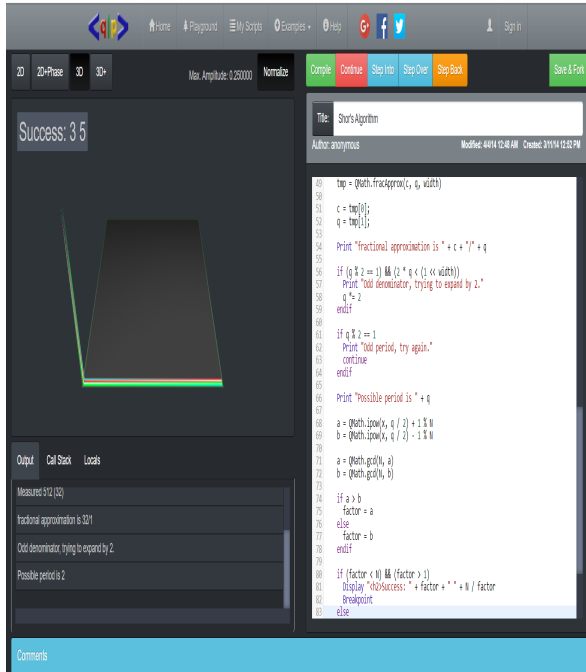 <q|p>
Home
Playground
My Scripts
Examples
Help
Sign in
2D
2D+Phase
3D
3D+
Max. Amplitude: 0.250000
Normalize
Success: 3 5
Output
Call Stack
Locals
Measured 512 (32)
fractional approximation is 32/1
Odd denominator, trying to expand by 2.
Possible period is 2
Compile
Continue
Step Into
Step Over
Step Back
Save & Fork
Title:
Shor's Algorithm
Author: anonymous
Modified: 4/4/14 12:48 AM Created: 3/11/14 12:52 PM
49 tmp = QMath.fracApprox(c, q, width)
50
51 c = tmp[0];
52 q = tmp[1];
53
54 Print "fractional approximation is " + c + "/" + q
55
56 if (q % 2 == 1) && (2 * q < (1 << width))
57 Print "Odd denominator, trying to expand by 2."
58 q *= 2
59 endif
60
61 if q % 2 == 1
62 Print "Odd period, try again."
63 continue
64 endif
65
66 Print "Possible period is " + q
67
68 a = QMath.ipow(x, q / 2) + 1 % N
69 b = QMath.ipow(x, q / 2) - 1 % N
70
71 a = QMath.gcd(N, a)
72 b = QMath.gcd(N, b)
73
74 if a > b
75 factor = a
76 else
77 factor = b
78 endif
79
80 if (factor < N) && (factor > 1)
81 Display "<h2>Success: " + factor + " " + N / factor
82 Breakpoint
83 else
Comments